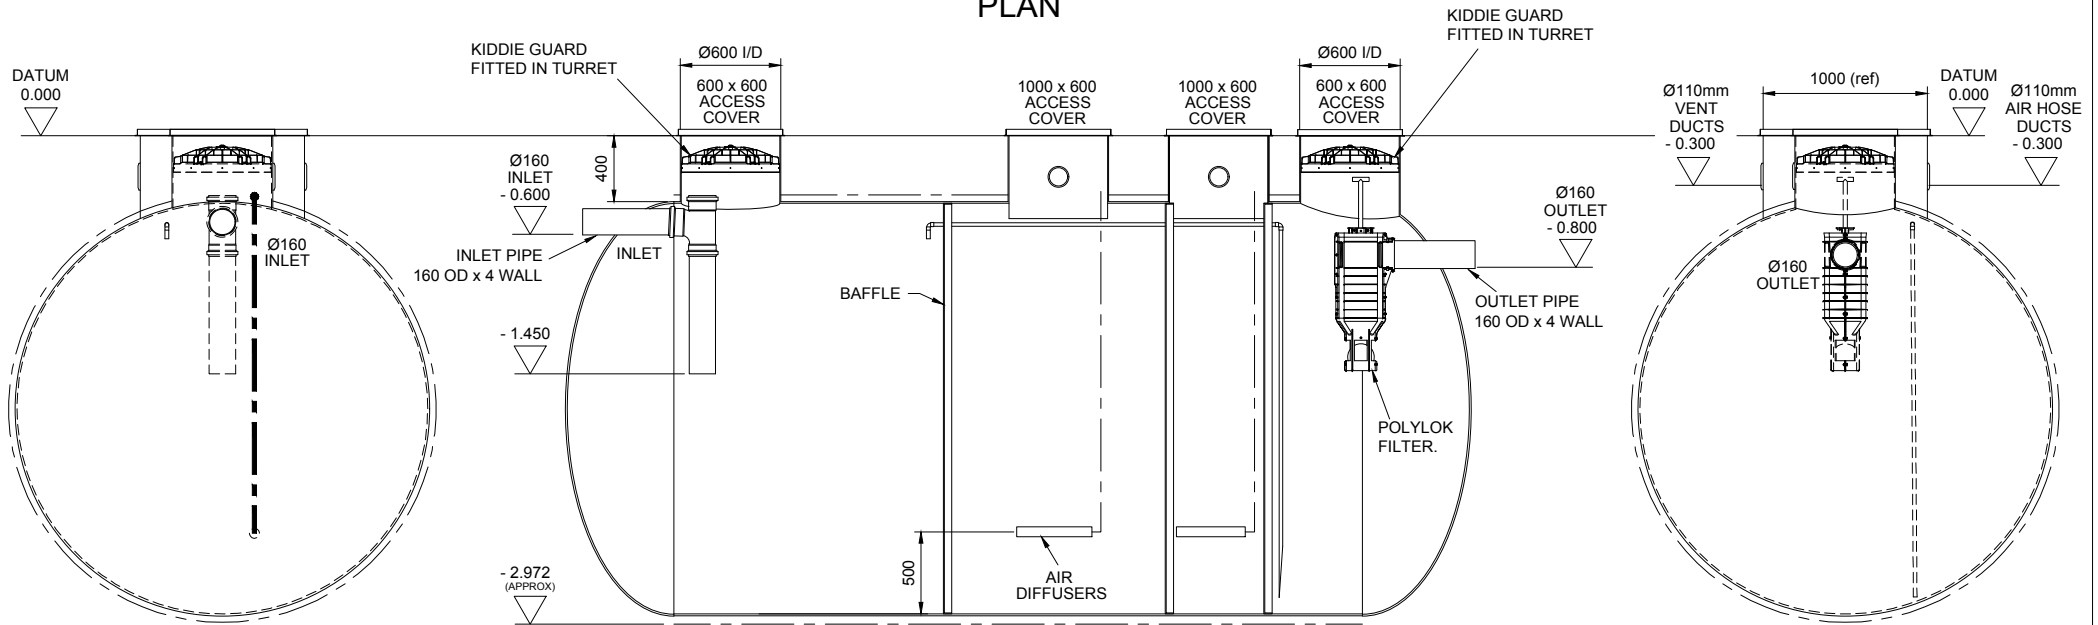 PLAN
DATUM
0.000
KIDDIE GUARD
FITTED IN TURRET
Ø600 I/D
600 x 600
ACCESS
COVER
1000 x 600
ACCESS
COVER
1000 x 600
ACCESS
COVER
Ø600 I/D
600 x 600
ACCESS
COVER
KIDDIE GUARD
FITTED IN TURRET
Ø110mm
VENT
DUCTS
- 0.300
1000 (ref)
DATUM
0.000
Ø110mm
AIR HOSE
DUCTS
- 0.300
400
Ø160
INLET
- 0.600
Ø160
OUTLET
- 0.800
Ø160
INLET
INLET PIPE
160 OD x 4 WALL
INLET
BAFFLE
OUTLET PIPE
160 OD x 4 WALL
Ø160
OUTLET
- 1.450
POLYLOK
FILTER.
500
AIR
DIFFUSERS
- 2.972
(APPROX)